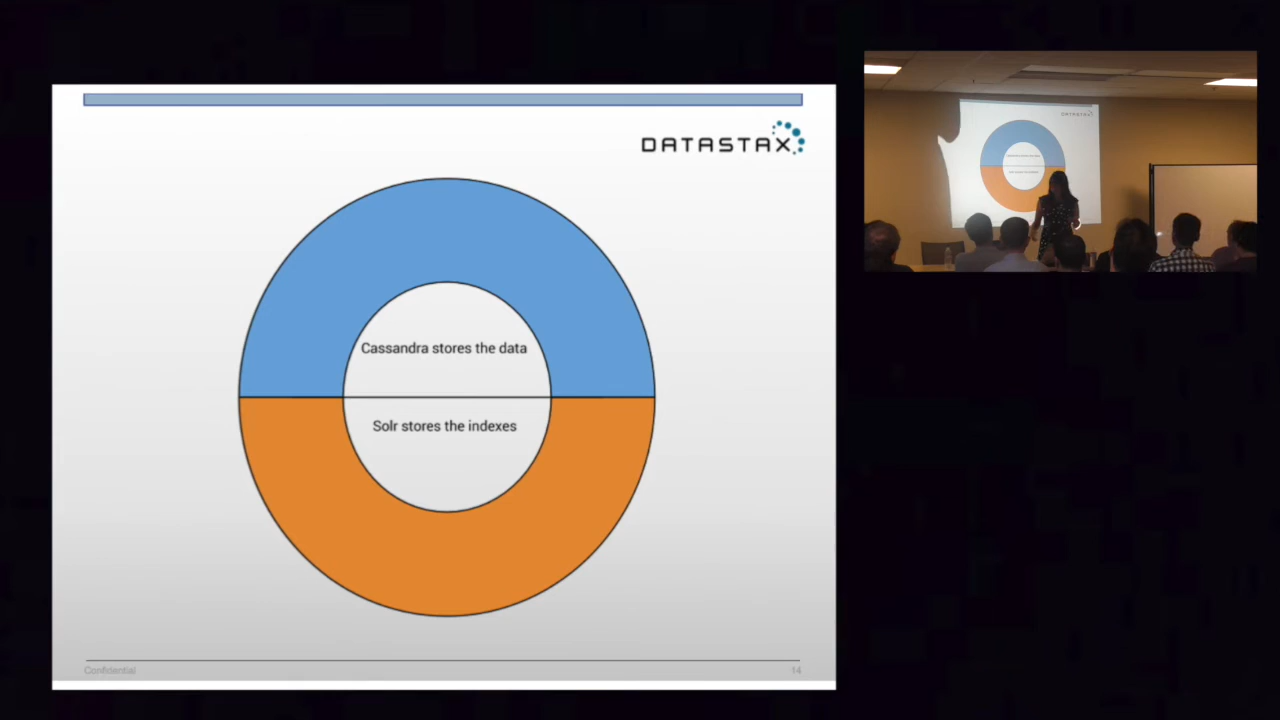 DATASTAX
Cassandra stores the data
Solr stores the indexes
Confidential
14